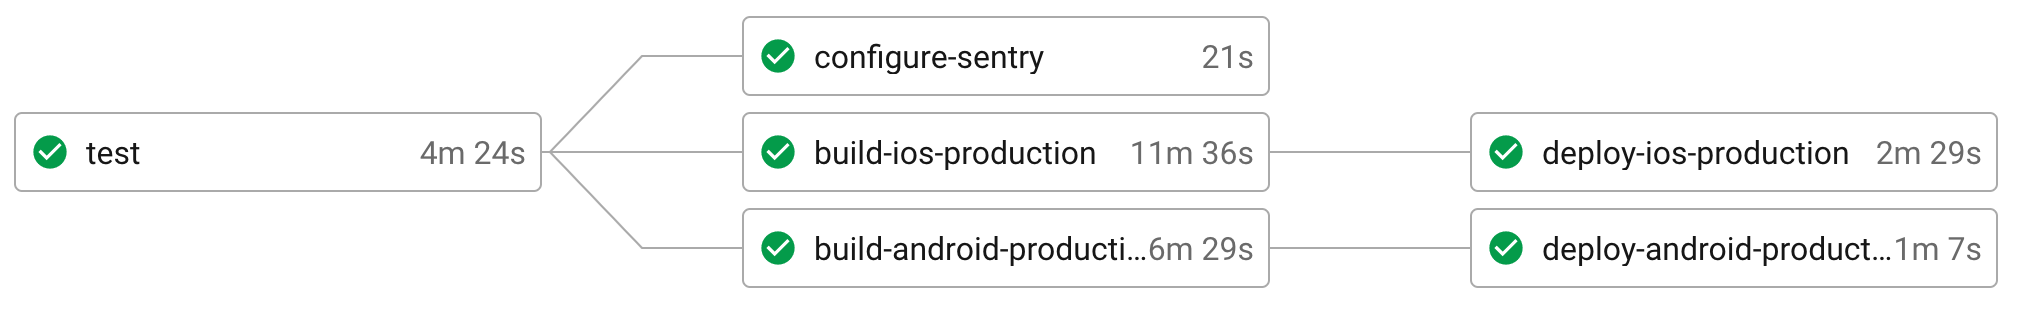 configure-sentry 21s
test 4m 24s
build-ios-production 11m 36s
deploy-ios-production 2m 29s
build-android-producti... 6m 29s
deploy-android-product... 1m 7s